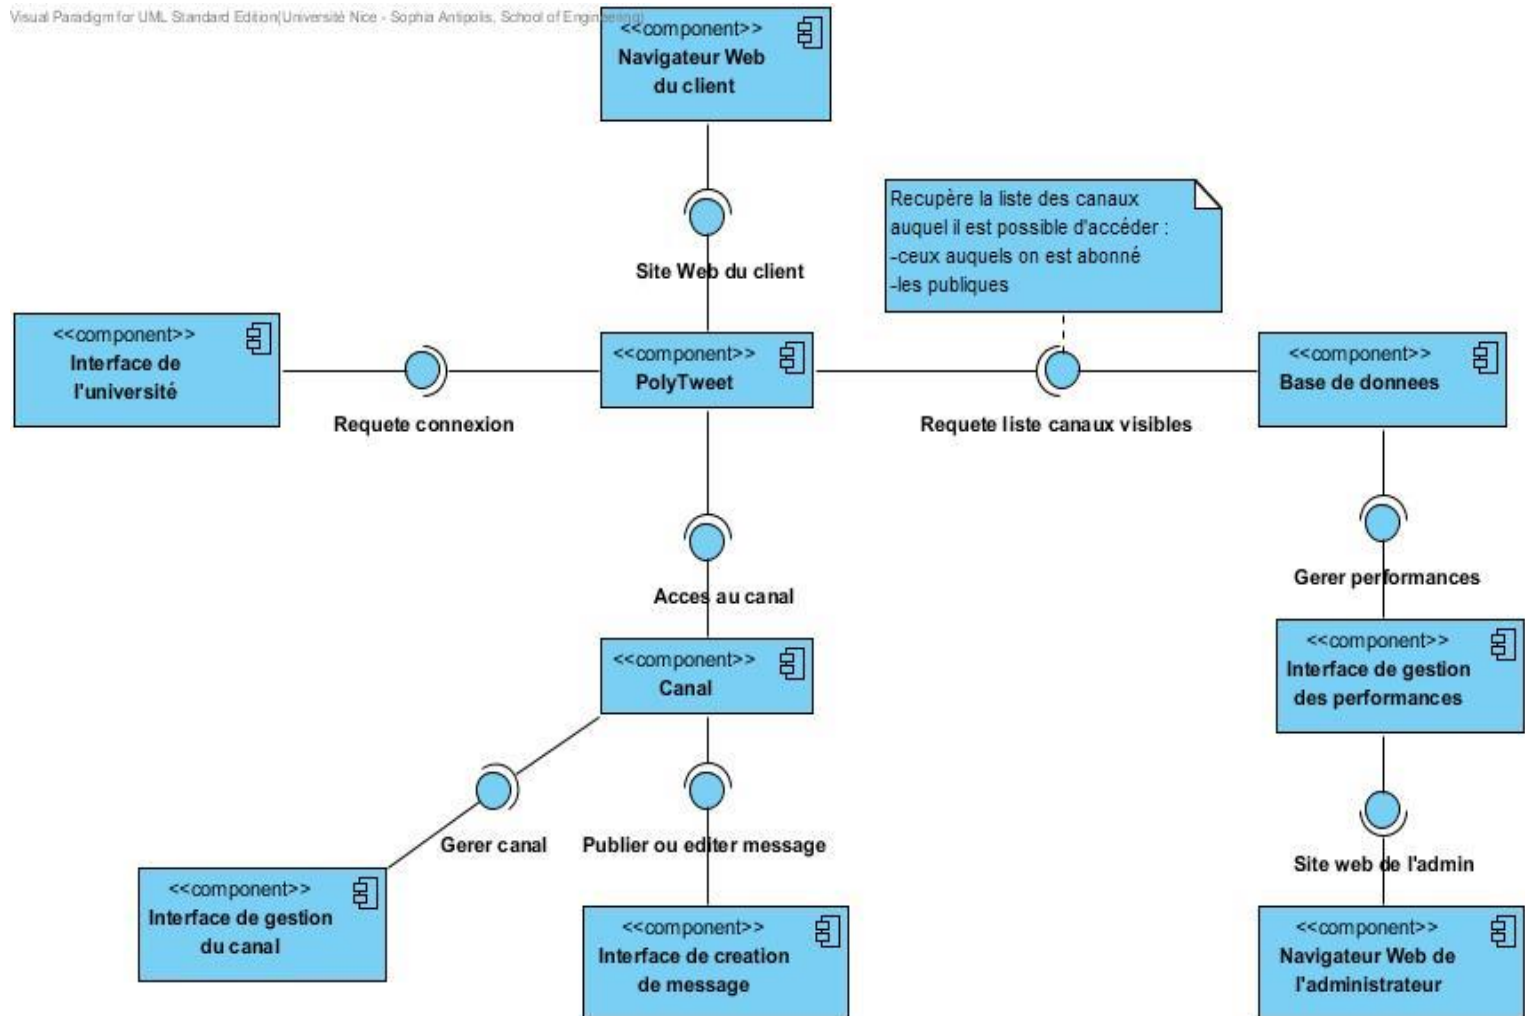 Visual Paradigm for UML Standard Edition(Université Nice - Sophia Antipolis, School of Engineering)
<<component>>
Navigateur Web
du client
Site Web du client
Recupère la liste des canaux
auquel il est possible d'accéder :
-ceux auquels on est abonné
-les publiques
<<component>>
Interface de
l'université
Requete connexion
<<component>>
PolyTweet
Requete liste canaux visibles
<<component>>
Base de donnees
Acces au canal
Gerer performances
<<component>>
Canal
<<component>>
Interface de gestion
des performances
Gerer canal
Publier ou editer message
Site web de l'admin
<<component>>
Interface de gestion
du canal
<<component>>
Interface de creation
de message
<<component>>
Navigateur Web de
l'administrateur